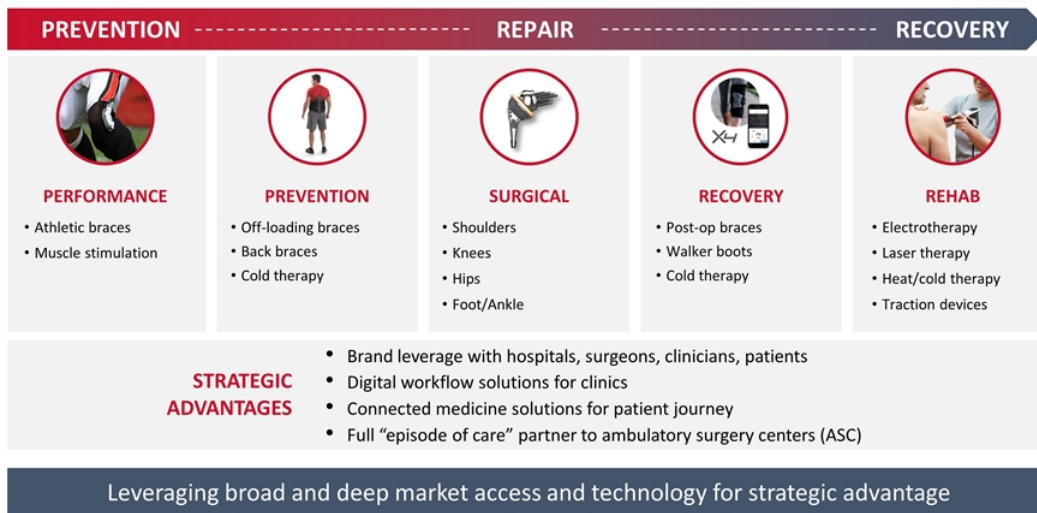 PREVENTION
REPAIR
RECOVERY
X4
PERFORMANCE
• Athletic braces
• Muscle stimulation
PREVENTION
• Off-loading braces
• Back braces
• Cold therapy
SURGICAL
• Shoulders
• Knees
• Hips
• Foot/Ankle
RECOVERY
• Post-op braces
• Walker boots
• Cold therapy
REHAB
• Electrotherapy
• Laser therapy
• Heat/cold therapy
• Traction devices
STRATEGIC
ADVANTAGES
• Brand leverage with hospitals, surgeons, clinicians, patients
• Digital workflow solutions for clinics
• Connected medicine solutions for patient journey
• Full “episode of care” partner to ambulatory surgery centers (ASC)
Leveraging broad and deep market access and technology for strategic advantage